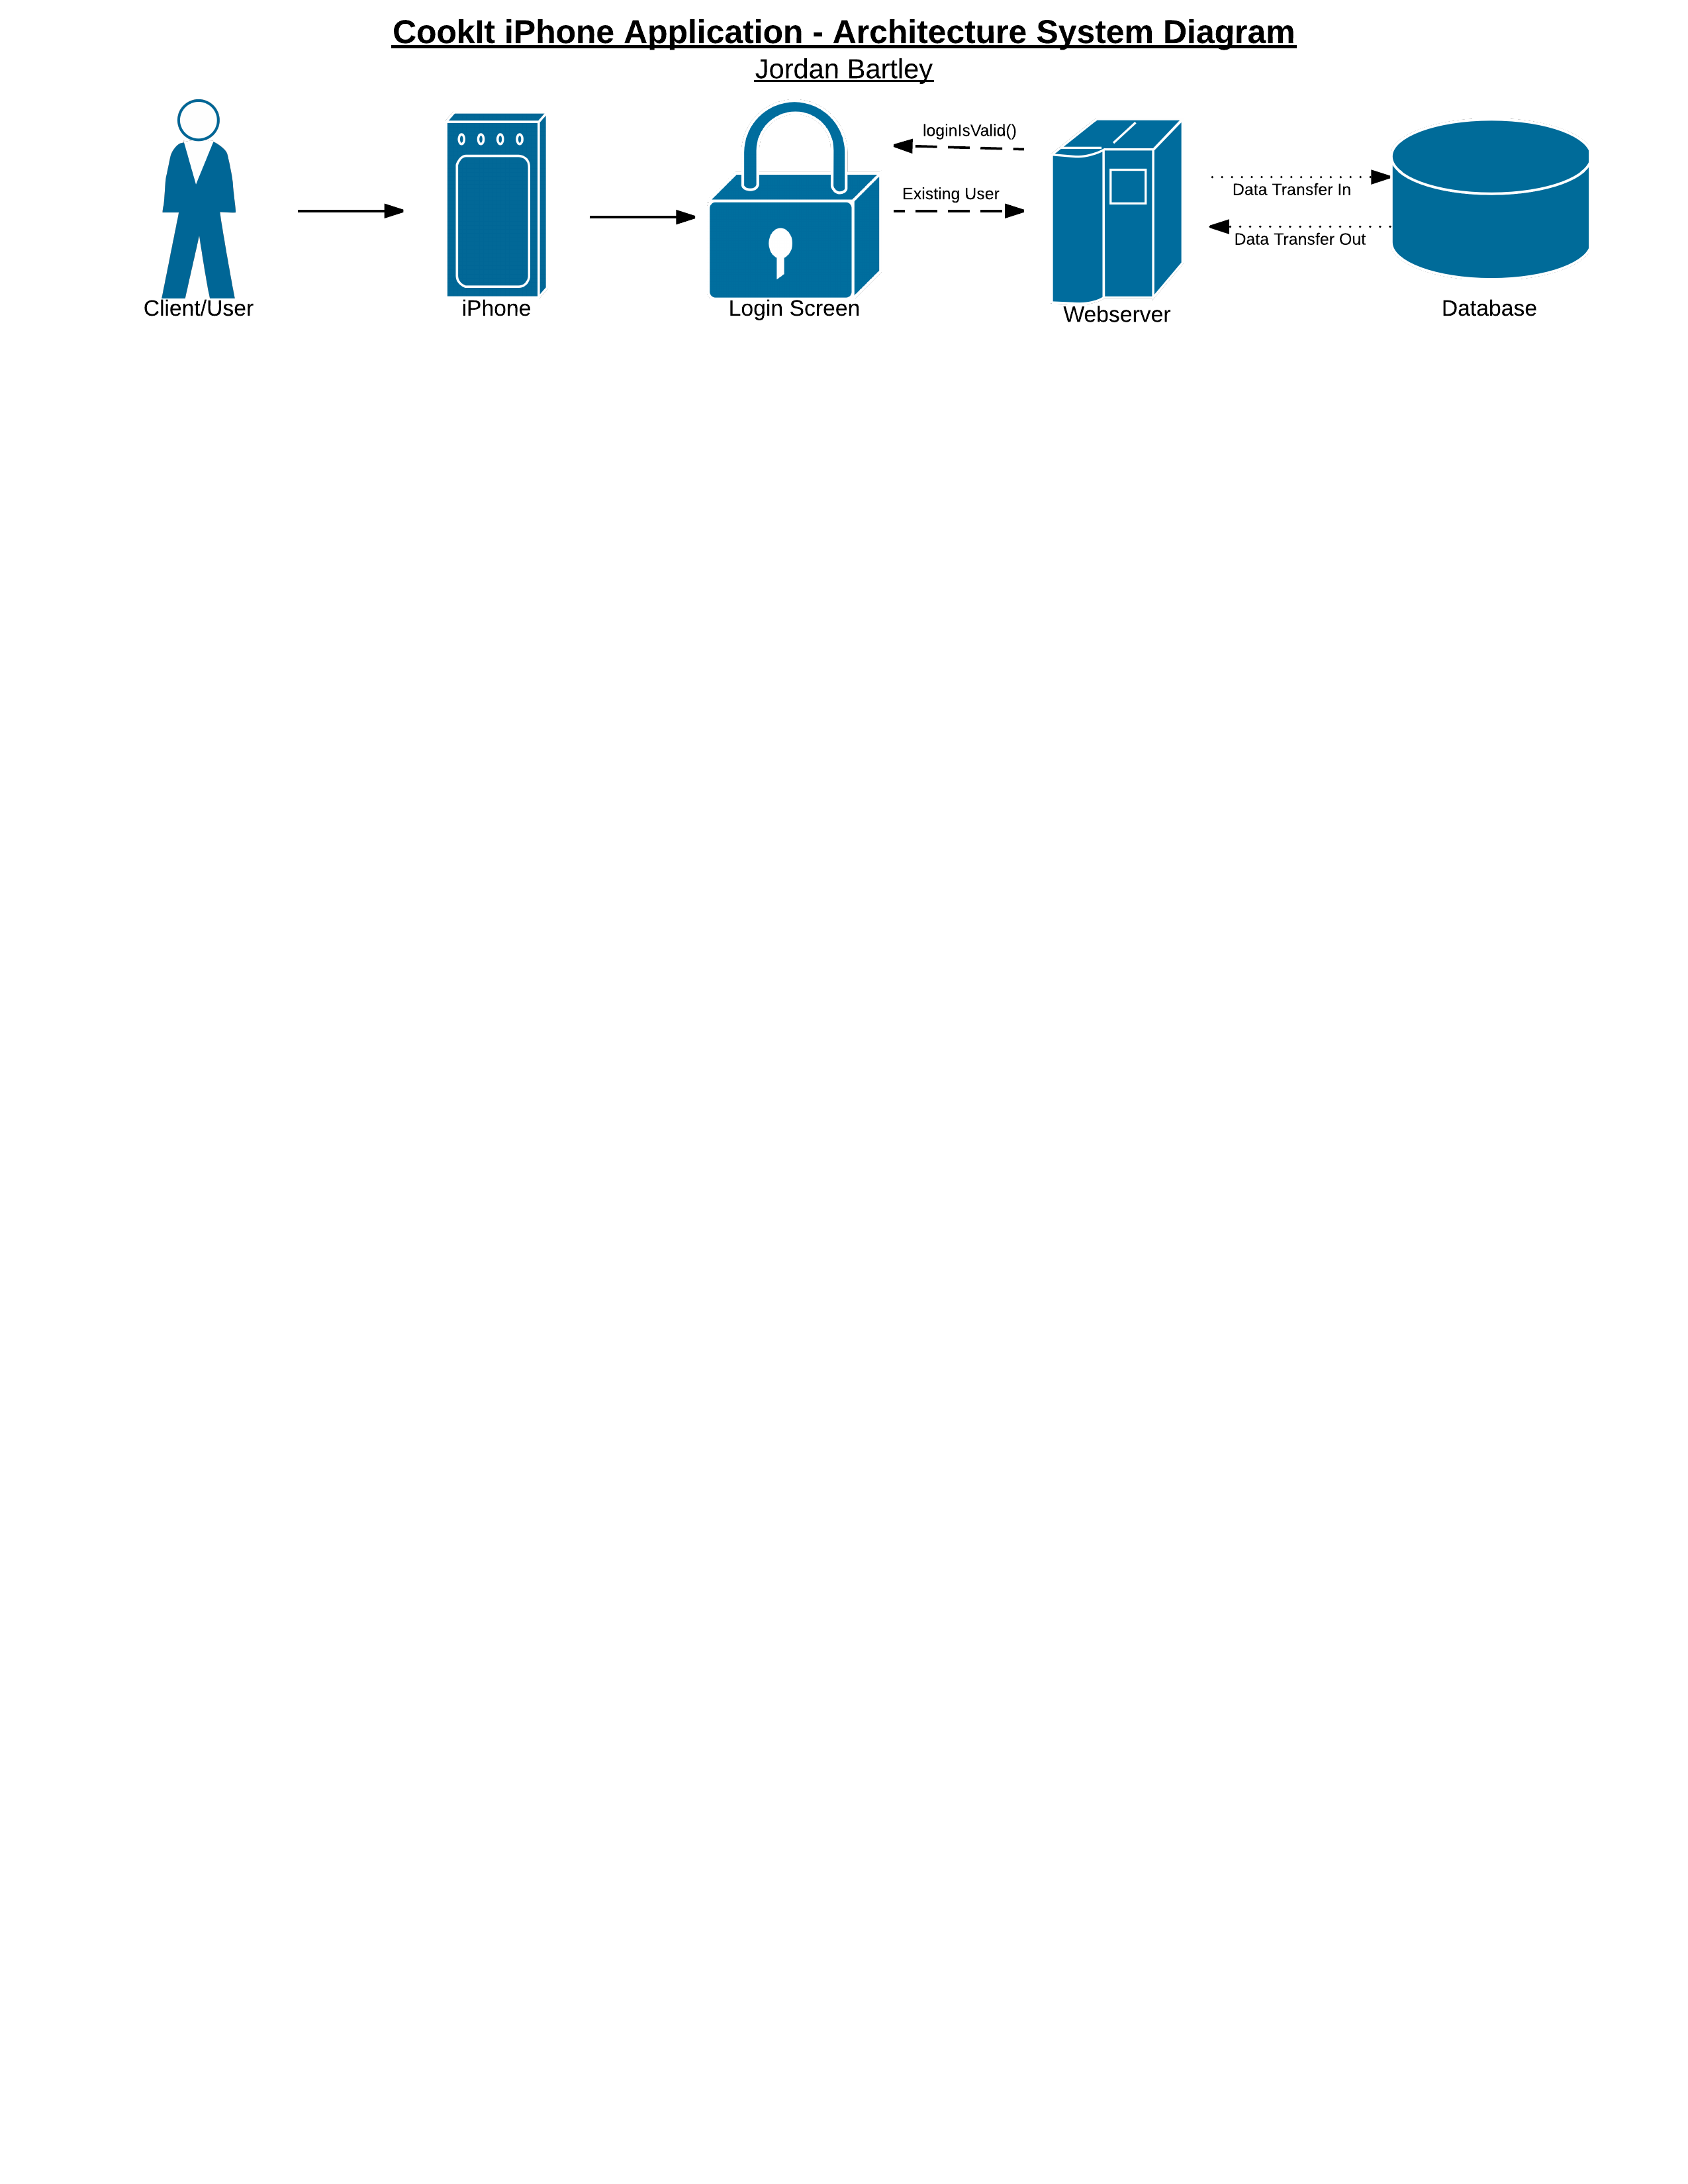 CookIt iPhone Application - Architecture System Diagram
Jordan Bartley
loginIsValid()
Existing User
Data Transfer In
Data Transfer Out
Client/User
iPhone
Login Screen
Webserver
Database